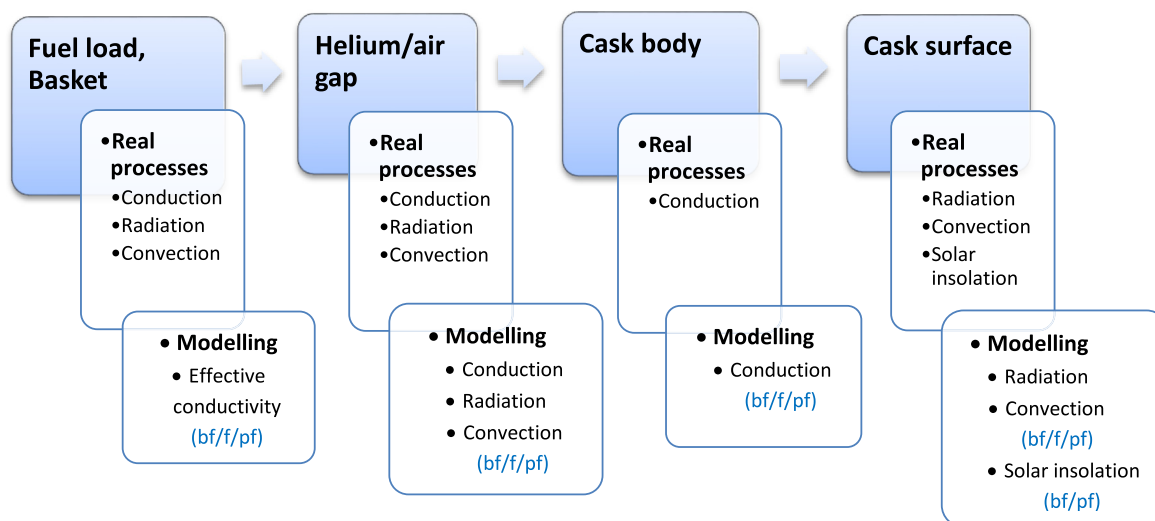 Fuel load,
Basket
•Real
processes
•Conduction
•Radiation
•Convection
• Modelling
• Effective
conductivity
(bf/f/pf)
Helium/air
gap
•Real
processes
•Conduction
•Radiation
•Convection
• Modelling
• Conduction
• Radiation
• Convection
(bf/f/pf)
Cask body
•Real
processes
•Conduction
• Modelling
• Conduction
(bf/f/pf)
Cask surface
•Real
processes
•Radiation
•Convection
•Solar
insolation
• Modelling
• Radiation
• Convection
(bf/f/pf)
• Solar insolation
(bf/pf)